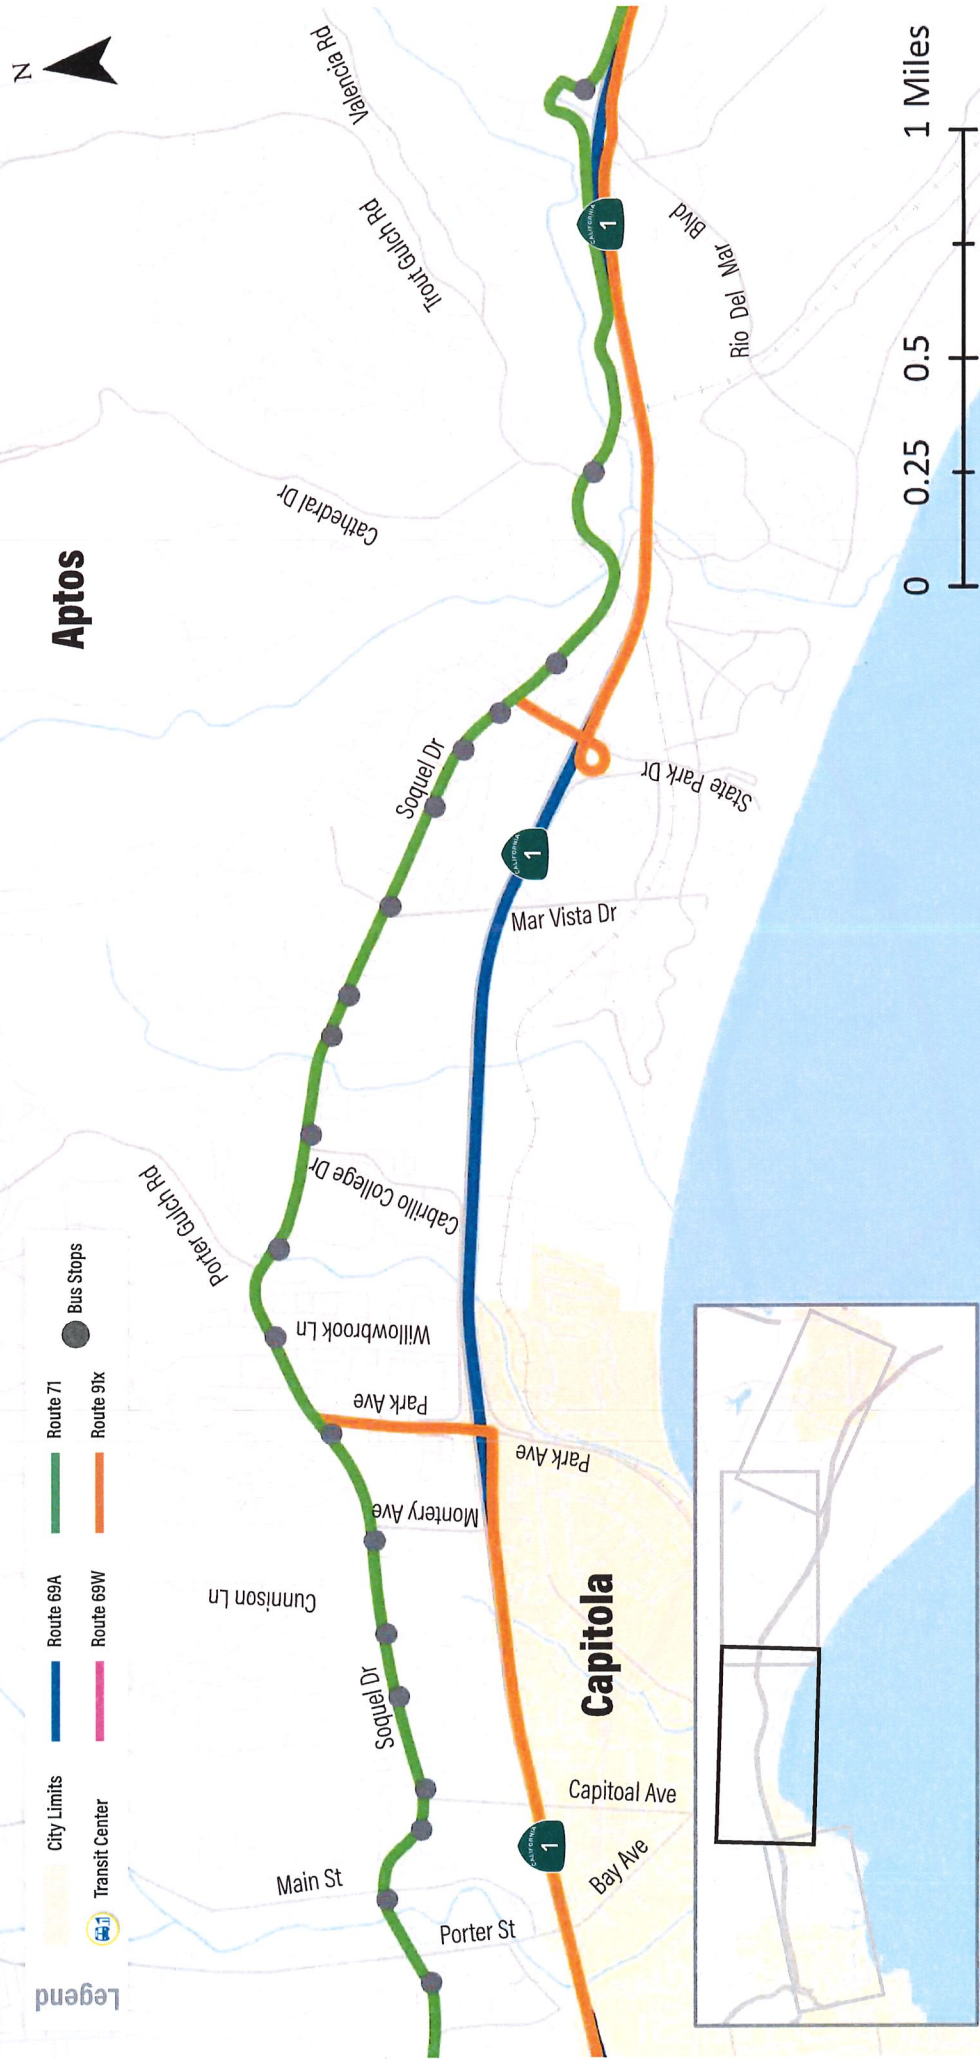 N
Valencia Rd
Trout Gulch Rd
Cathedral Dr
Aptos
CALIFORNIA
1
Rio Del Mar Blvd
0
0.25
0.5
1 Miles
Soquel Dr
State Park Dr
CALIFORNIA
1
Mar Vista Dr
Cabrillo College Dr
Porter Gulch Rd
Willowbrook Ln
Park Ave
Park Ave
Montery Ave
Cunnison Ln
Soquel Dr
Capitola
Capitoal Ave
CALIFORNIA
1
Bay Ave
Main St
Porter St
Legend
City Limits
Route 69A
Route 71
Bus Stops
Transit Center
Route 69W
Route 91x